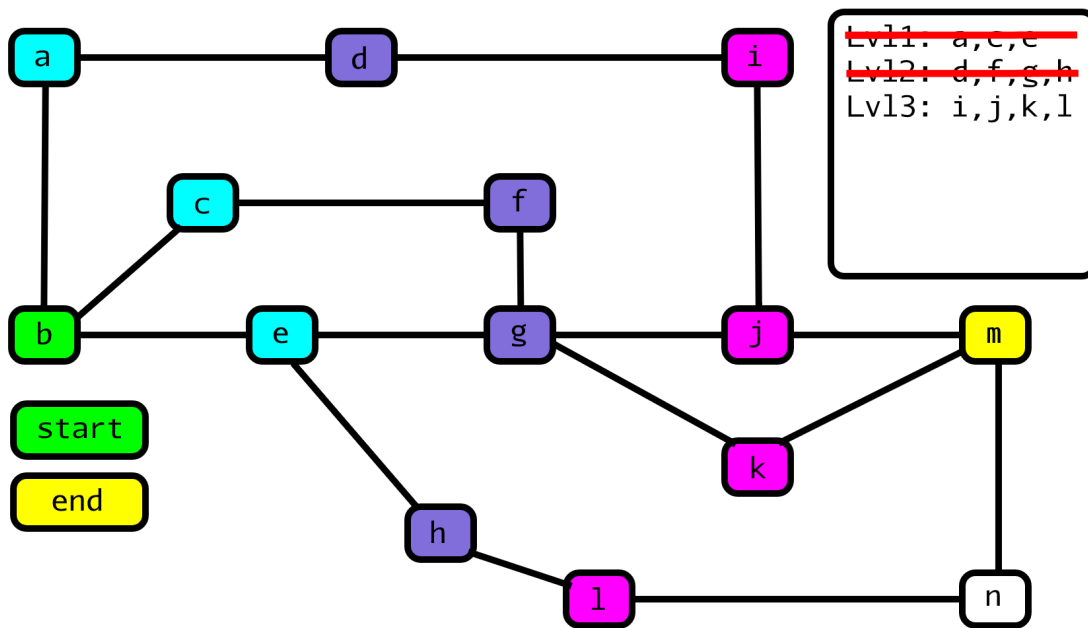 a
d
i
Lvl1: a,c,e
Lvl2: d,f,g,h
Lvl3: i,j,k,l
c
f
b
e
g
j
m
start
k
end
h
l
n